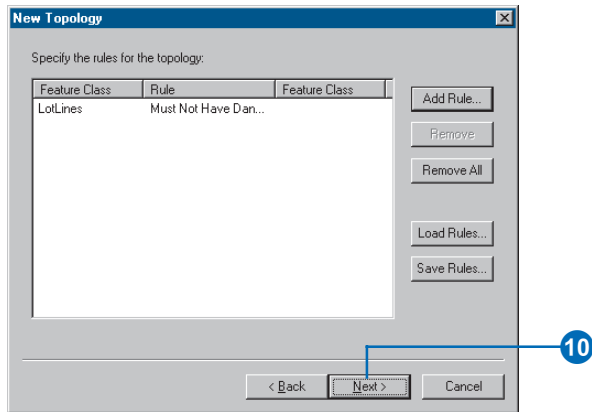 New Topology
Specify the rules for the topology:
Feature Class Rule Feature Class
LotLines Must Not Have Dan...
Add Rule...
Remove
Remove All
Load Rules...
Save Rules...
10
< Back Next > Cancel